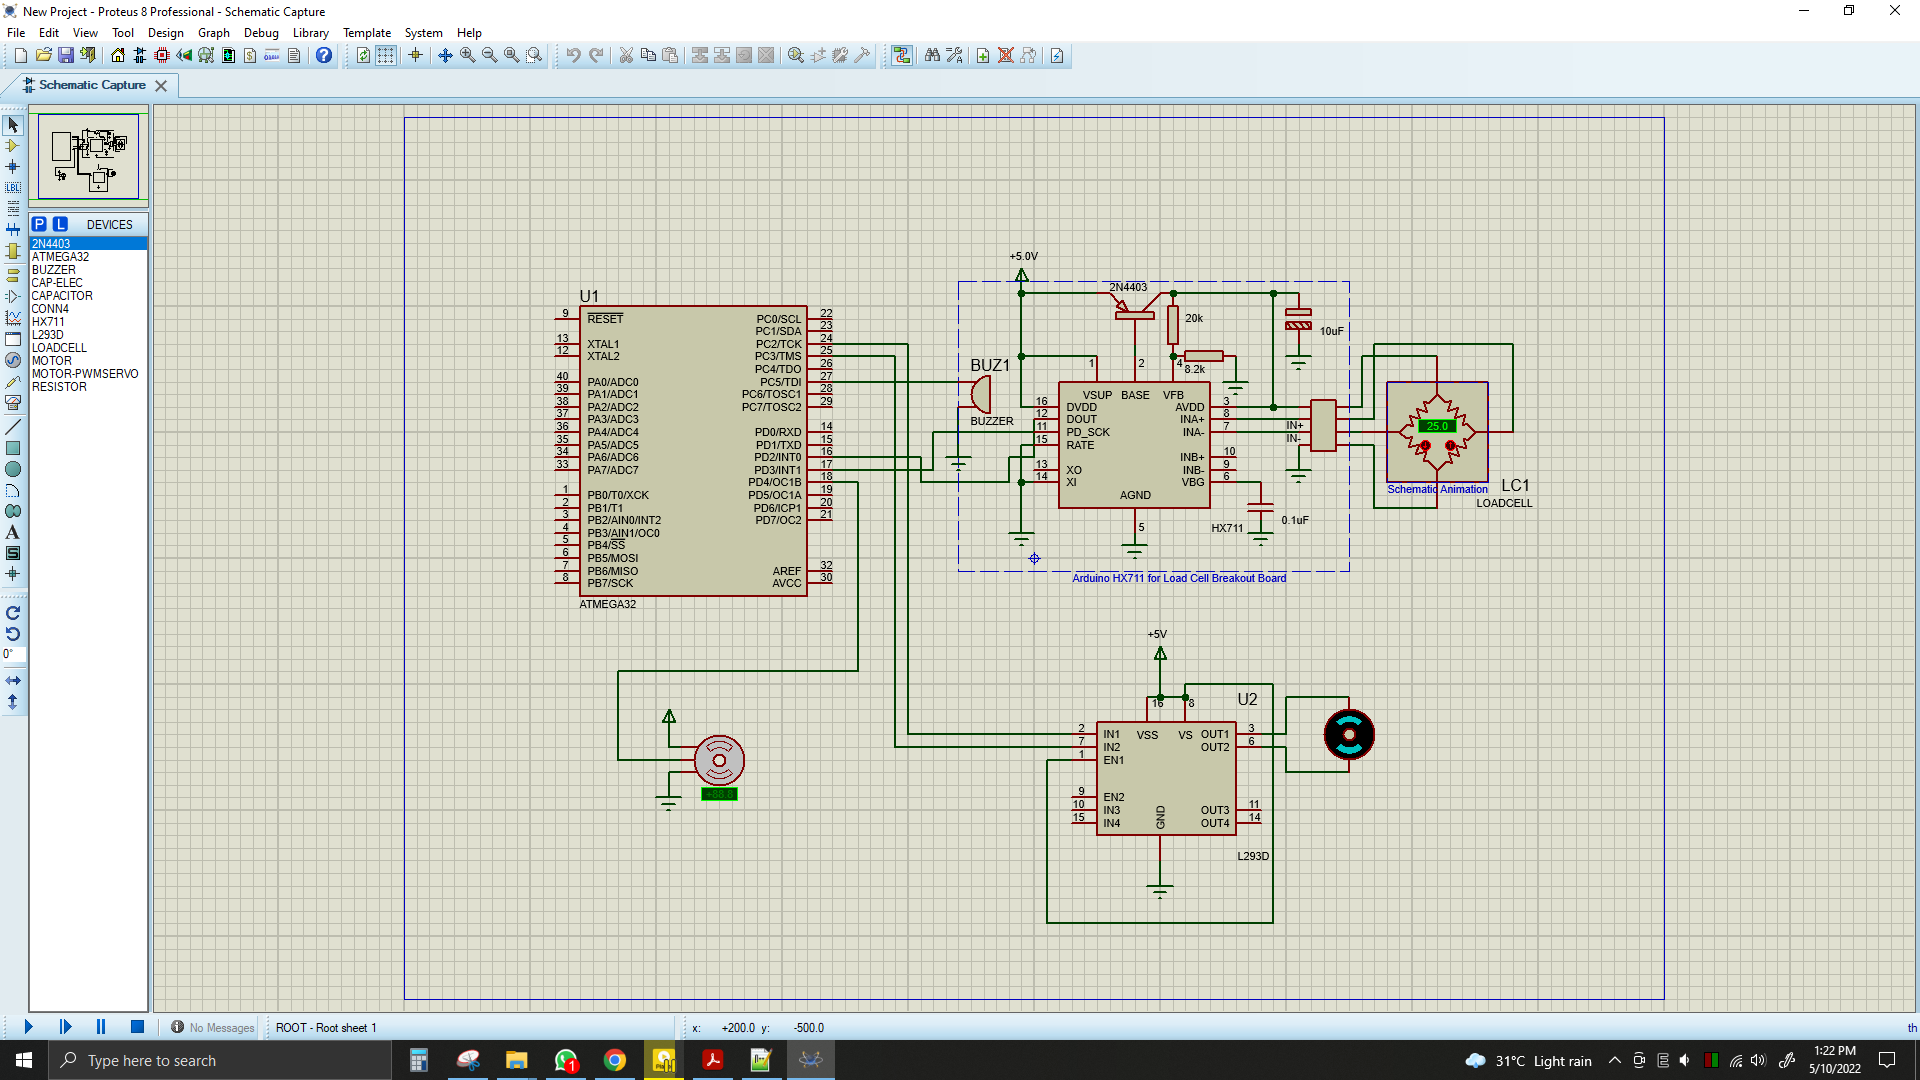 New Project - Proteus 8 Professional - Schematic Capture
File Edit View Tool Design Graph Debug Library Template System Help
Schematic Capture
P L DEVICES
2N4403
ATMEGA32
BUZZER
CAP-ELEC
CAPACITOR
CONN4
HX711
L293D
LOADCELL
MOTOR
MOTOR-PWMSERVO
RESISTOR
LBL
A
S
0°
U1
9 RESET PC0/SCL 22
PC1/SDA 23
13 XTAL1 PC2/TCK 24
12 XTAL2 PC3/TMS 25
PC4/TDO 26
40 PA0/ADC0 PC5/TDI 27
39 PA1/ADC1 PC6/TOSC1 28
38 PA2/ADC2 PC7/TOSC2 29
37 PA3/ADC3
36 PA4/ADC4 PD0/RXD 14
35 PA5/ADC5 PD1/TXD 15
34 PA6/ADC6 PD2/INT0 16
33 PA7/ADC7 PD3/INT1 17
PD4/OC1B 18
1 PB0/T0/XCK PD5/OC1A 19
2 PB1/T1 PD6/ICP1 20
3 PB2/AIN0/INT2 PD7/OC2 21
4 PB3/AIN1/OC0
5 PB4/SS
6 PB5/MOSI
7 PB6/MISO AREF 32
8 PB7/SCK AVCC 30
ATMEGA32
+5.0V
2N4403
20k
10uF
8.2k
BUZ1
BUZZER
1 2 4
VSUP BASE VFB
16 DVDD AVDD 3
12 DOUT INA+ 8
11 PD_SCK INA- 7
15 RATE
INB+ 10
13 XO INB- 9
14 XI VBG 6
AGND
5
HX711
0.1uF
IN+
IN-
25.0
Schematic Animation
LC1
LOADCELL
Arduino HX711 for Load Cell Breakout Board
+5V
16 8
U2
2 IN1 VSS VS OUT1 3
7 IN2 OUT2 6
1 EN1
9 EN2
10 IN3 OUT3 11
15 IN4 OUT4 14
GND
L293D
+88.8
No Messages ROOT - Root sheet 1 x: +200.0 y: -500.0 th
Type here to search
1
31°C Light rain
1:22 PM
5/10/2022